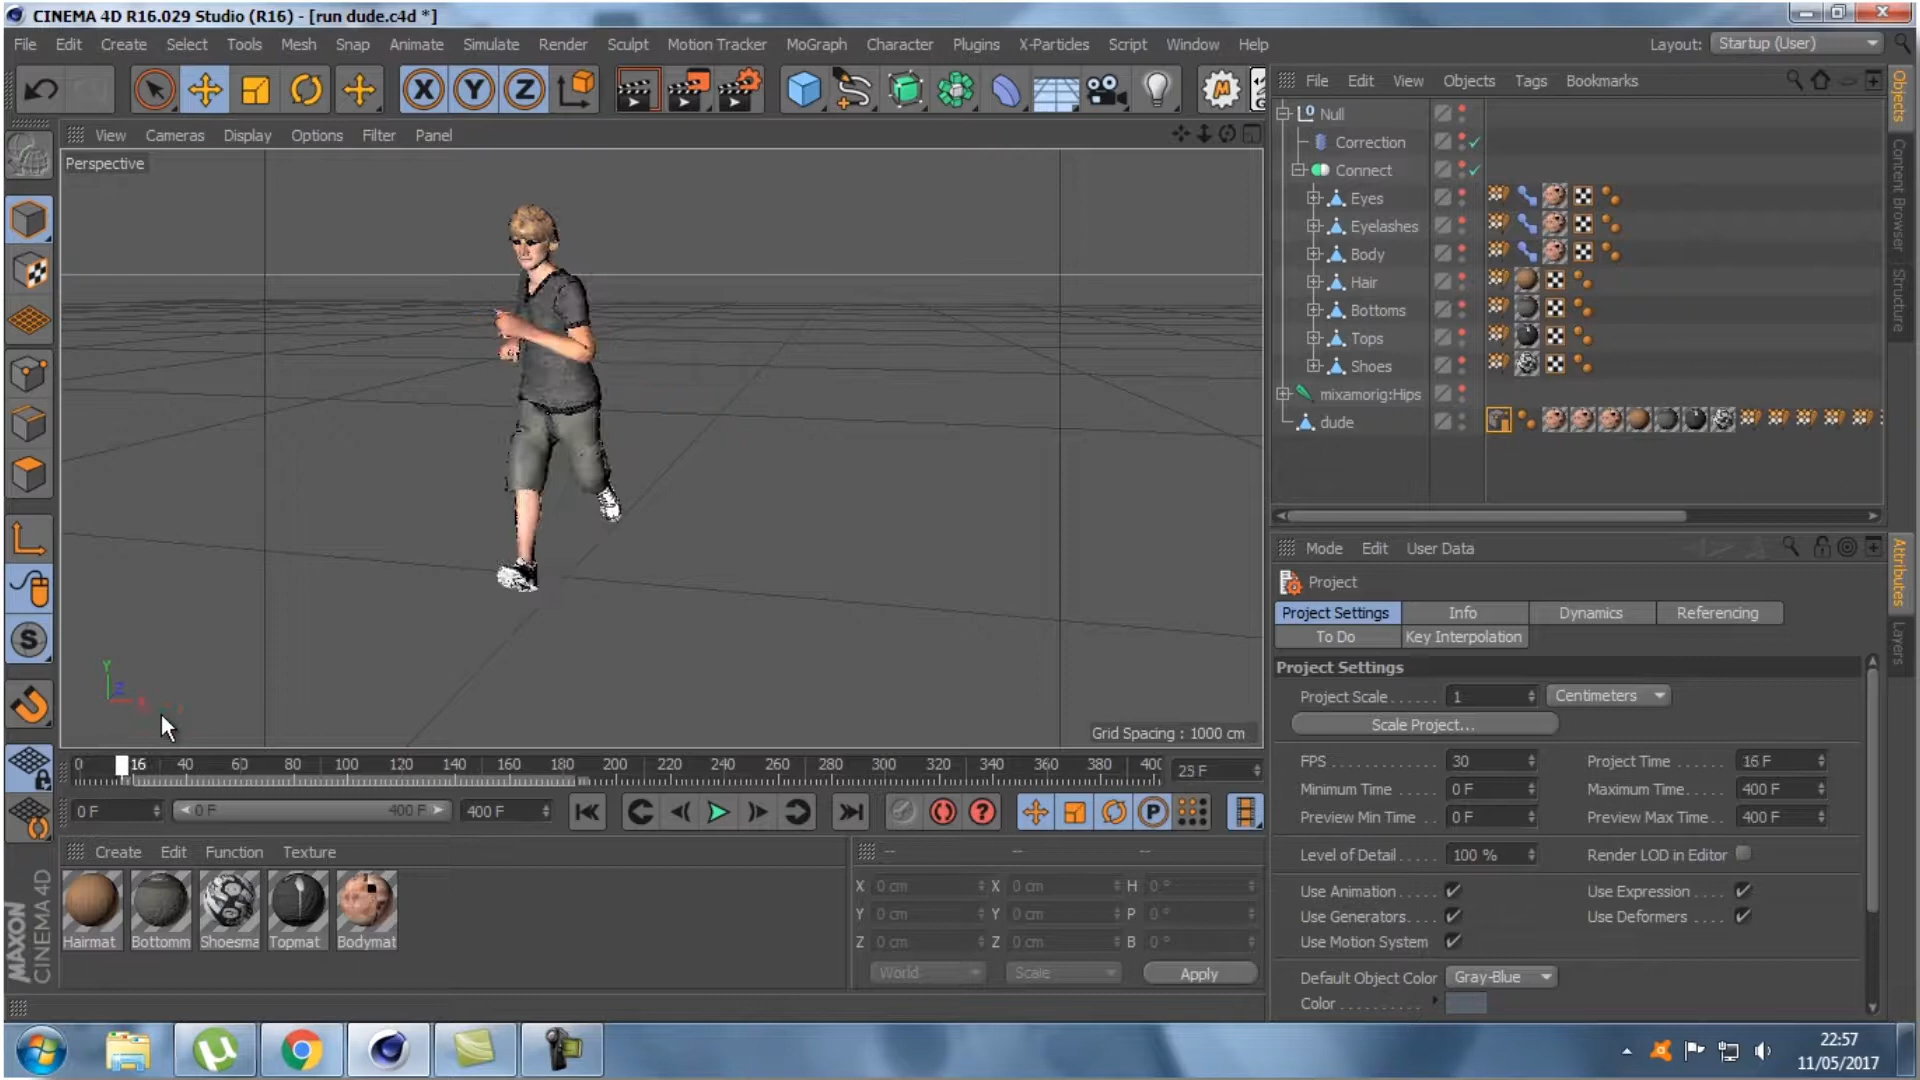 CINEMA 4D R16.029 Studio (R16) - [run dude.c4d *]
File Edit Create Select Tools Mesh Snap Animate Simulate Render Sculpt Motion Tracker MoGraph Character Plugins X-Particles Script Window Help
Layout: Startup (User)
X Y Z
File Edit View Objects Tags Bookmarks
Objects
Content Browser
Structure
View Cameras Display Options Filter Panel
Perspective
Null
Correction
Connect
Eyes
Eyelashes
Body
Hair
Bottoms
Tops
Shoes
mixamorig:Hips
dude
Y
Z
Grid Spacing : 1000 cm
Mode Edit User Data
Attributes
Layers
Project
Project Settings Info Dynamics Referencing
To Do Key Interpolation
Project Settings
Project Scale...... 1 Centimeters
Scale Project...
FPS............ 30 Project Time...... 16 F
Minimum Time.... 0 F Maximum Time.... 400 F
Preview Min Time.. 0 F Preview Max Time.. 400 F
Level of Detail..... 100 % Render LOD in Editor
Use Animation..... Use Expression....
Use Generators.... Use Deformers....
Use Motion System
Default Object Color Gray-Blue
Color..........
0 16 40 60 80 100 120 140 160 180 200 220 240 260 280 300 320 340 360 380 400 25 F
0 F 0 F 400 F 400 F
P
S
Create Edit Function Texture
Hairmat Bottomm Shoesma Topmat Bodymat
X 0 cm X 0 cm H 0 °
Y 0 cm Y 0 cm P 0 °
Z 0 cm Z 0 cm B 0 °
World Scale Apply
MAXON
CINEMA 4D
22:57
11/05/2017